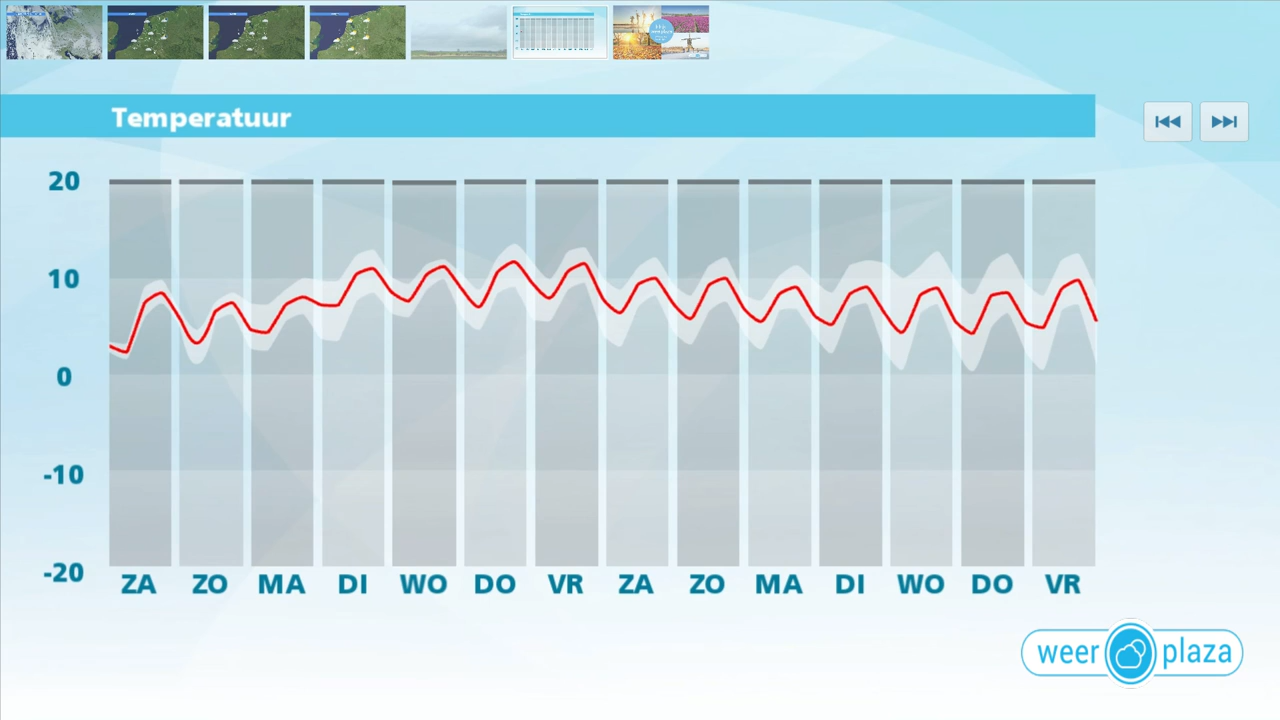 Temperatuur
20
10
0
-10
-20
ZA ZO MA DI WO DO VR ZA ZO MA DI WO DO VR
weer plaza